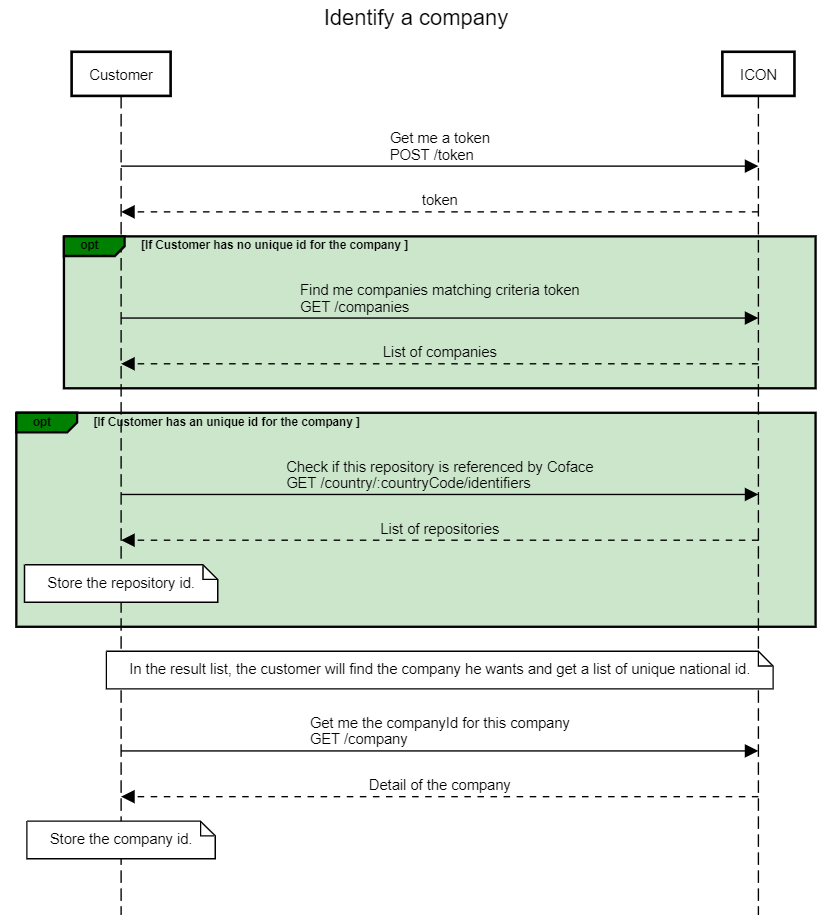 Identify a company
Customer
ICON
Get me a token
POST /token
token
opt
[If Customer has no unique id for the company ]
Find me companies matching criteria token
GET /companies
List of companies
opt
[If Customer has an unique id for the company ]
Check if this repository is referenced by Coface
GET /country/:countryCode/identifiers
List of repositories
Store the repository id.
In the result list, the customer will find the company he wants and get a list of unique national id.
Get me the companyId for this company
GET /company
Detail of the company
Store the company id.